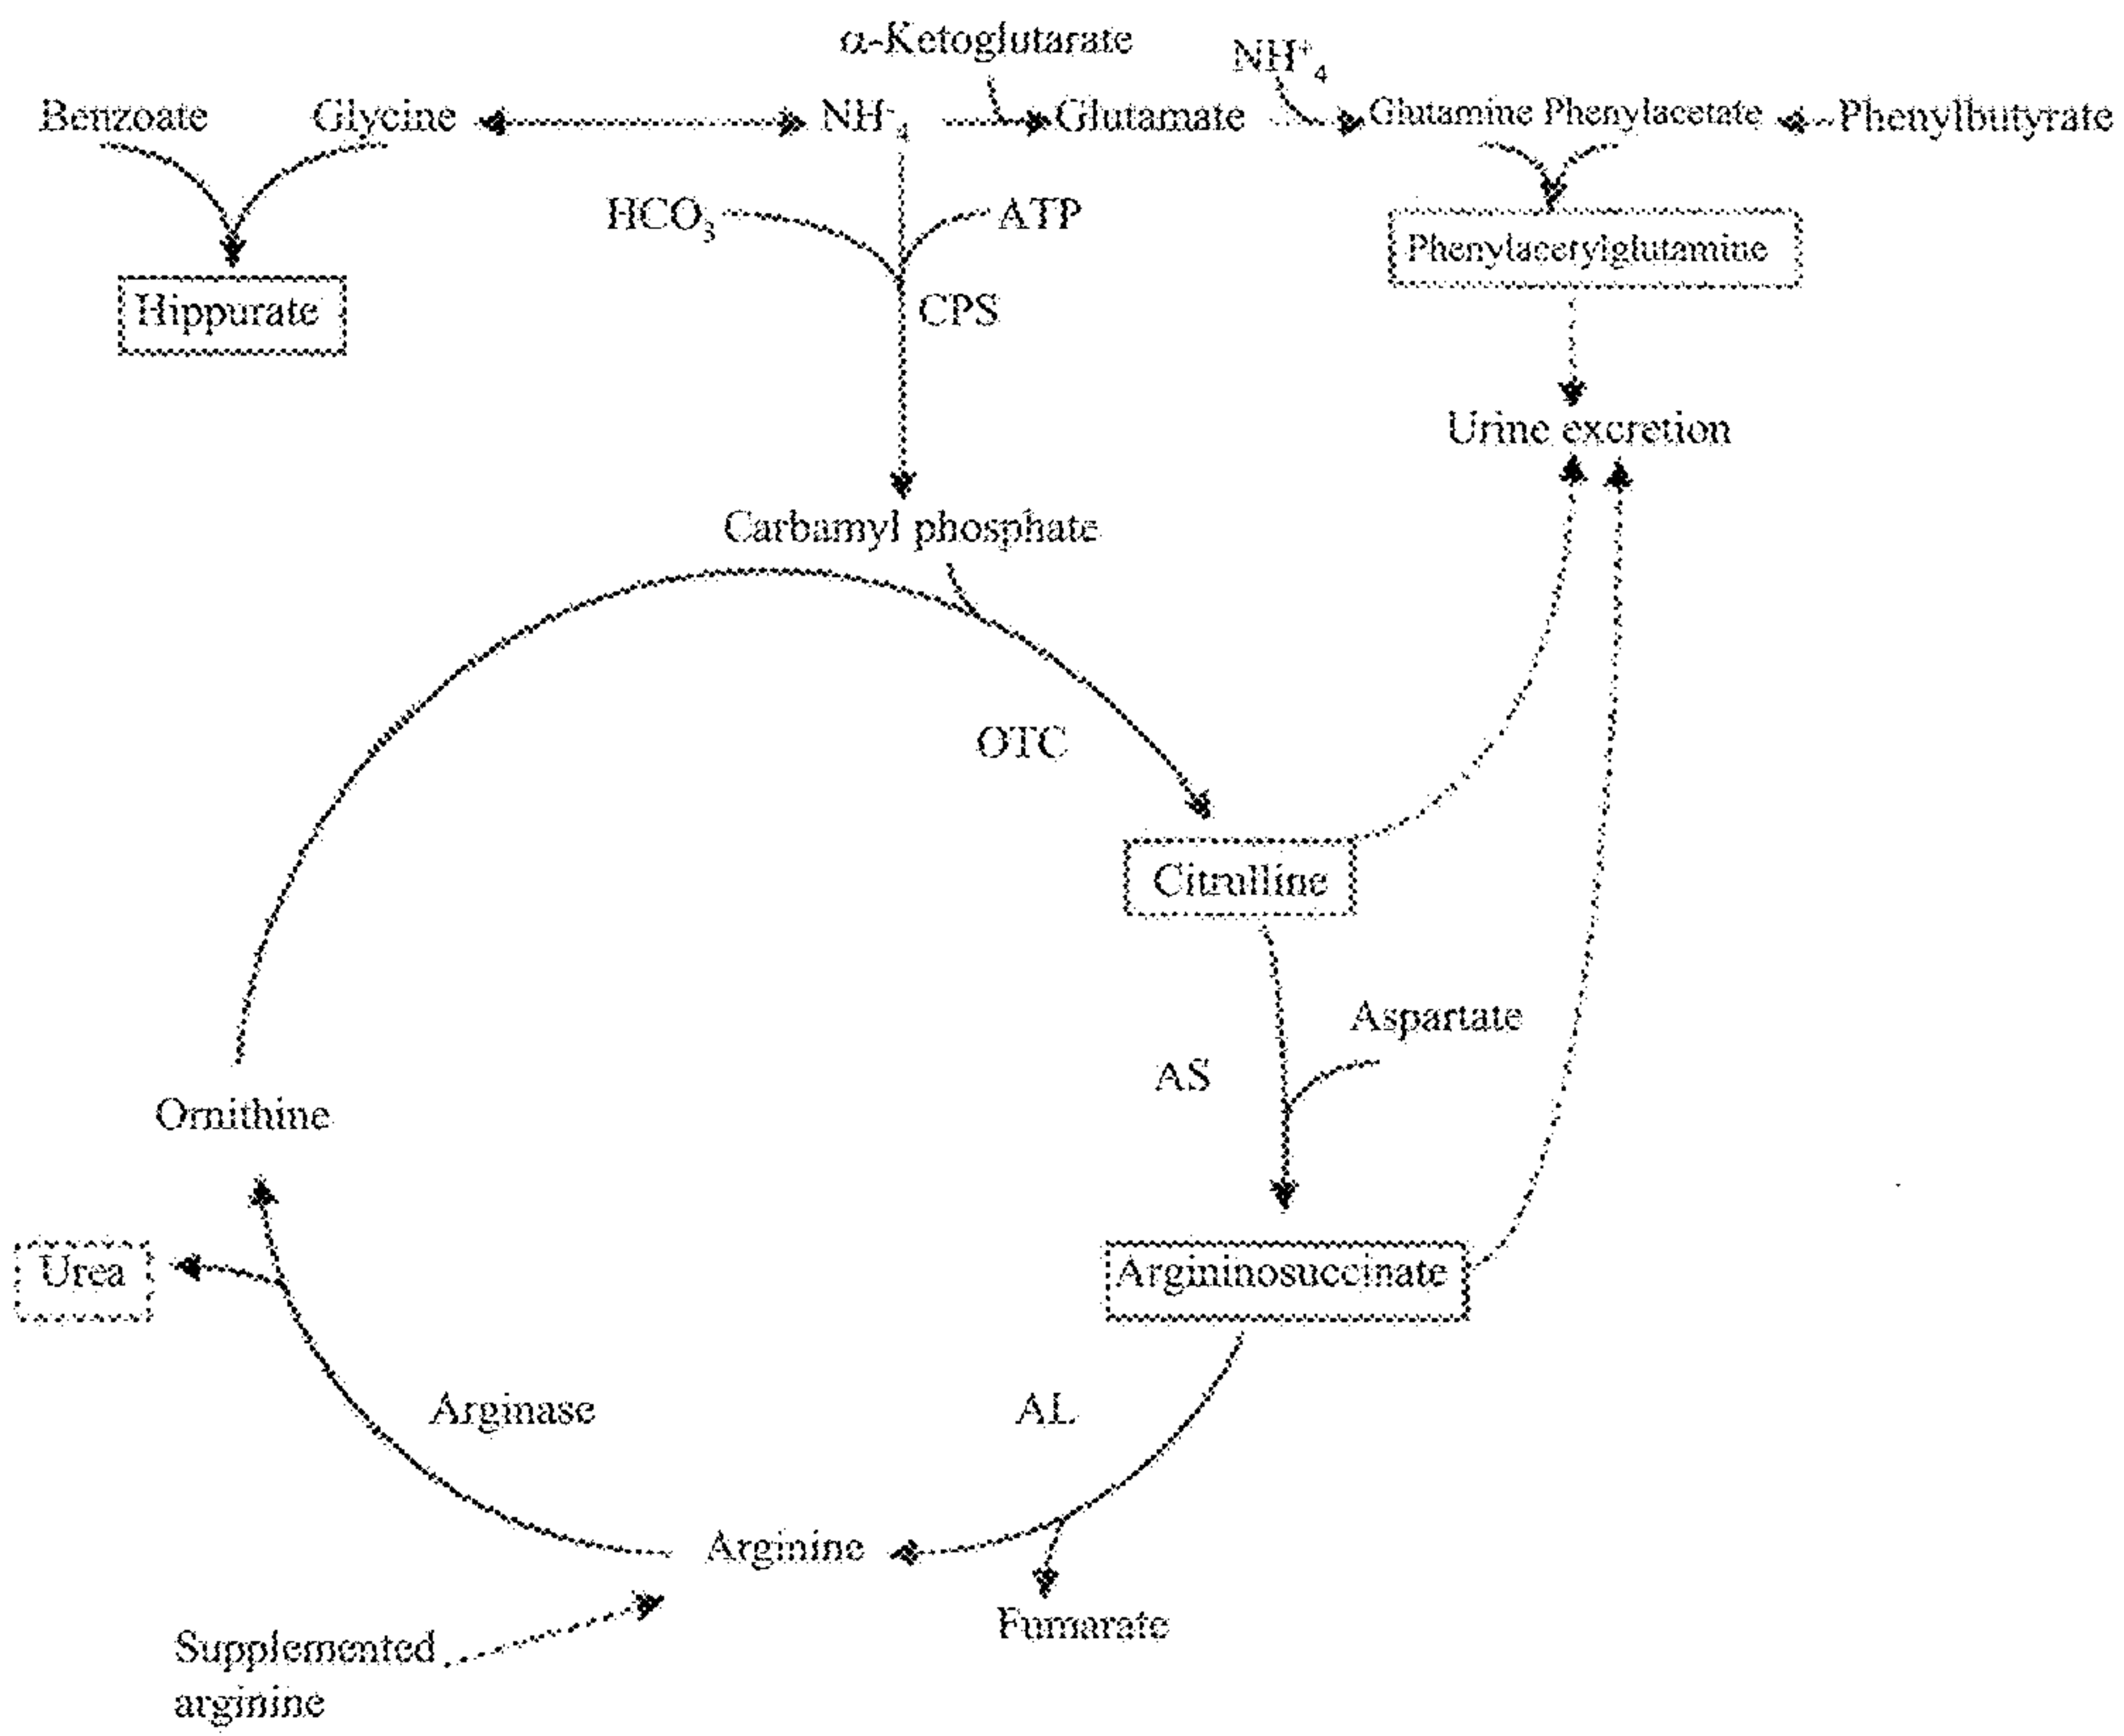 α-Ketoglutarate
NH⁺₄
Benzoate
Glycine
NH⁺₄
Glutamate
Glutamine Phenylacetate
Phenylbutyrate
HCO₃
ATP
Phenylacetylglutamine
Hippurate
CPS
Urine excretion
Carbamyl phosphate
OTC
Citrulline
Aspartate
AS
Ornithine
Urea
Argininosuccinate
Arginase
AL
Arginine
Fumarate
Supplemented
arginine